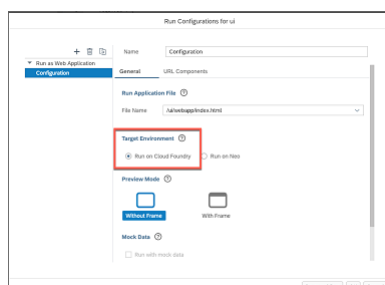 Run Configurations for ui
Name
Configuration
Run as Web Application
Configuration
General
URL Components
Run Application File
File Name
/ui/webapp/index.html
Target Environment
Run on Cloud Foundry
Run on Neo
Preview Mode
Without Frame
With Frame
Mock Data
Run with mock data